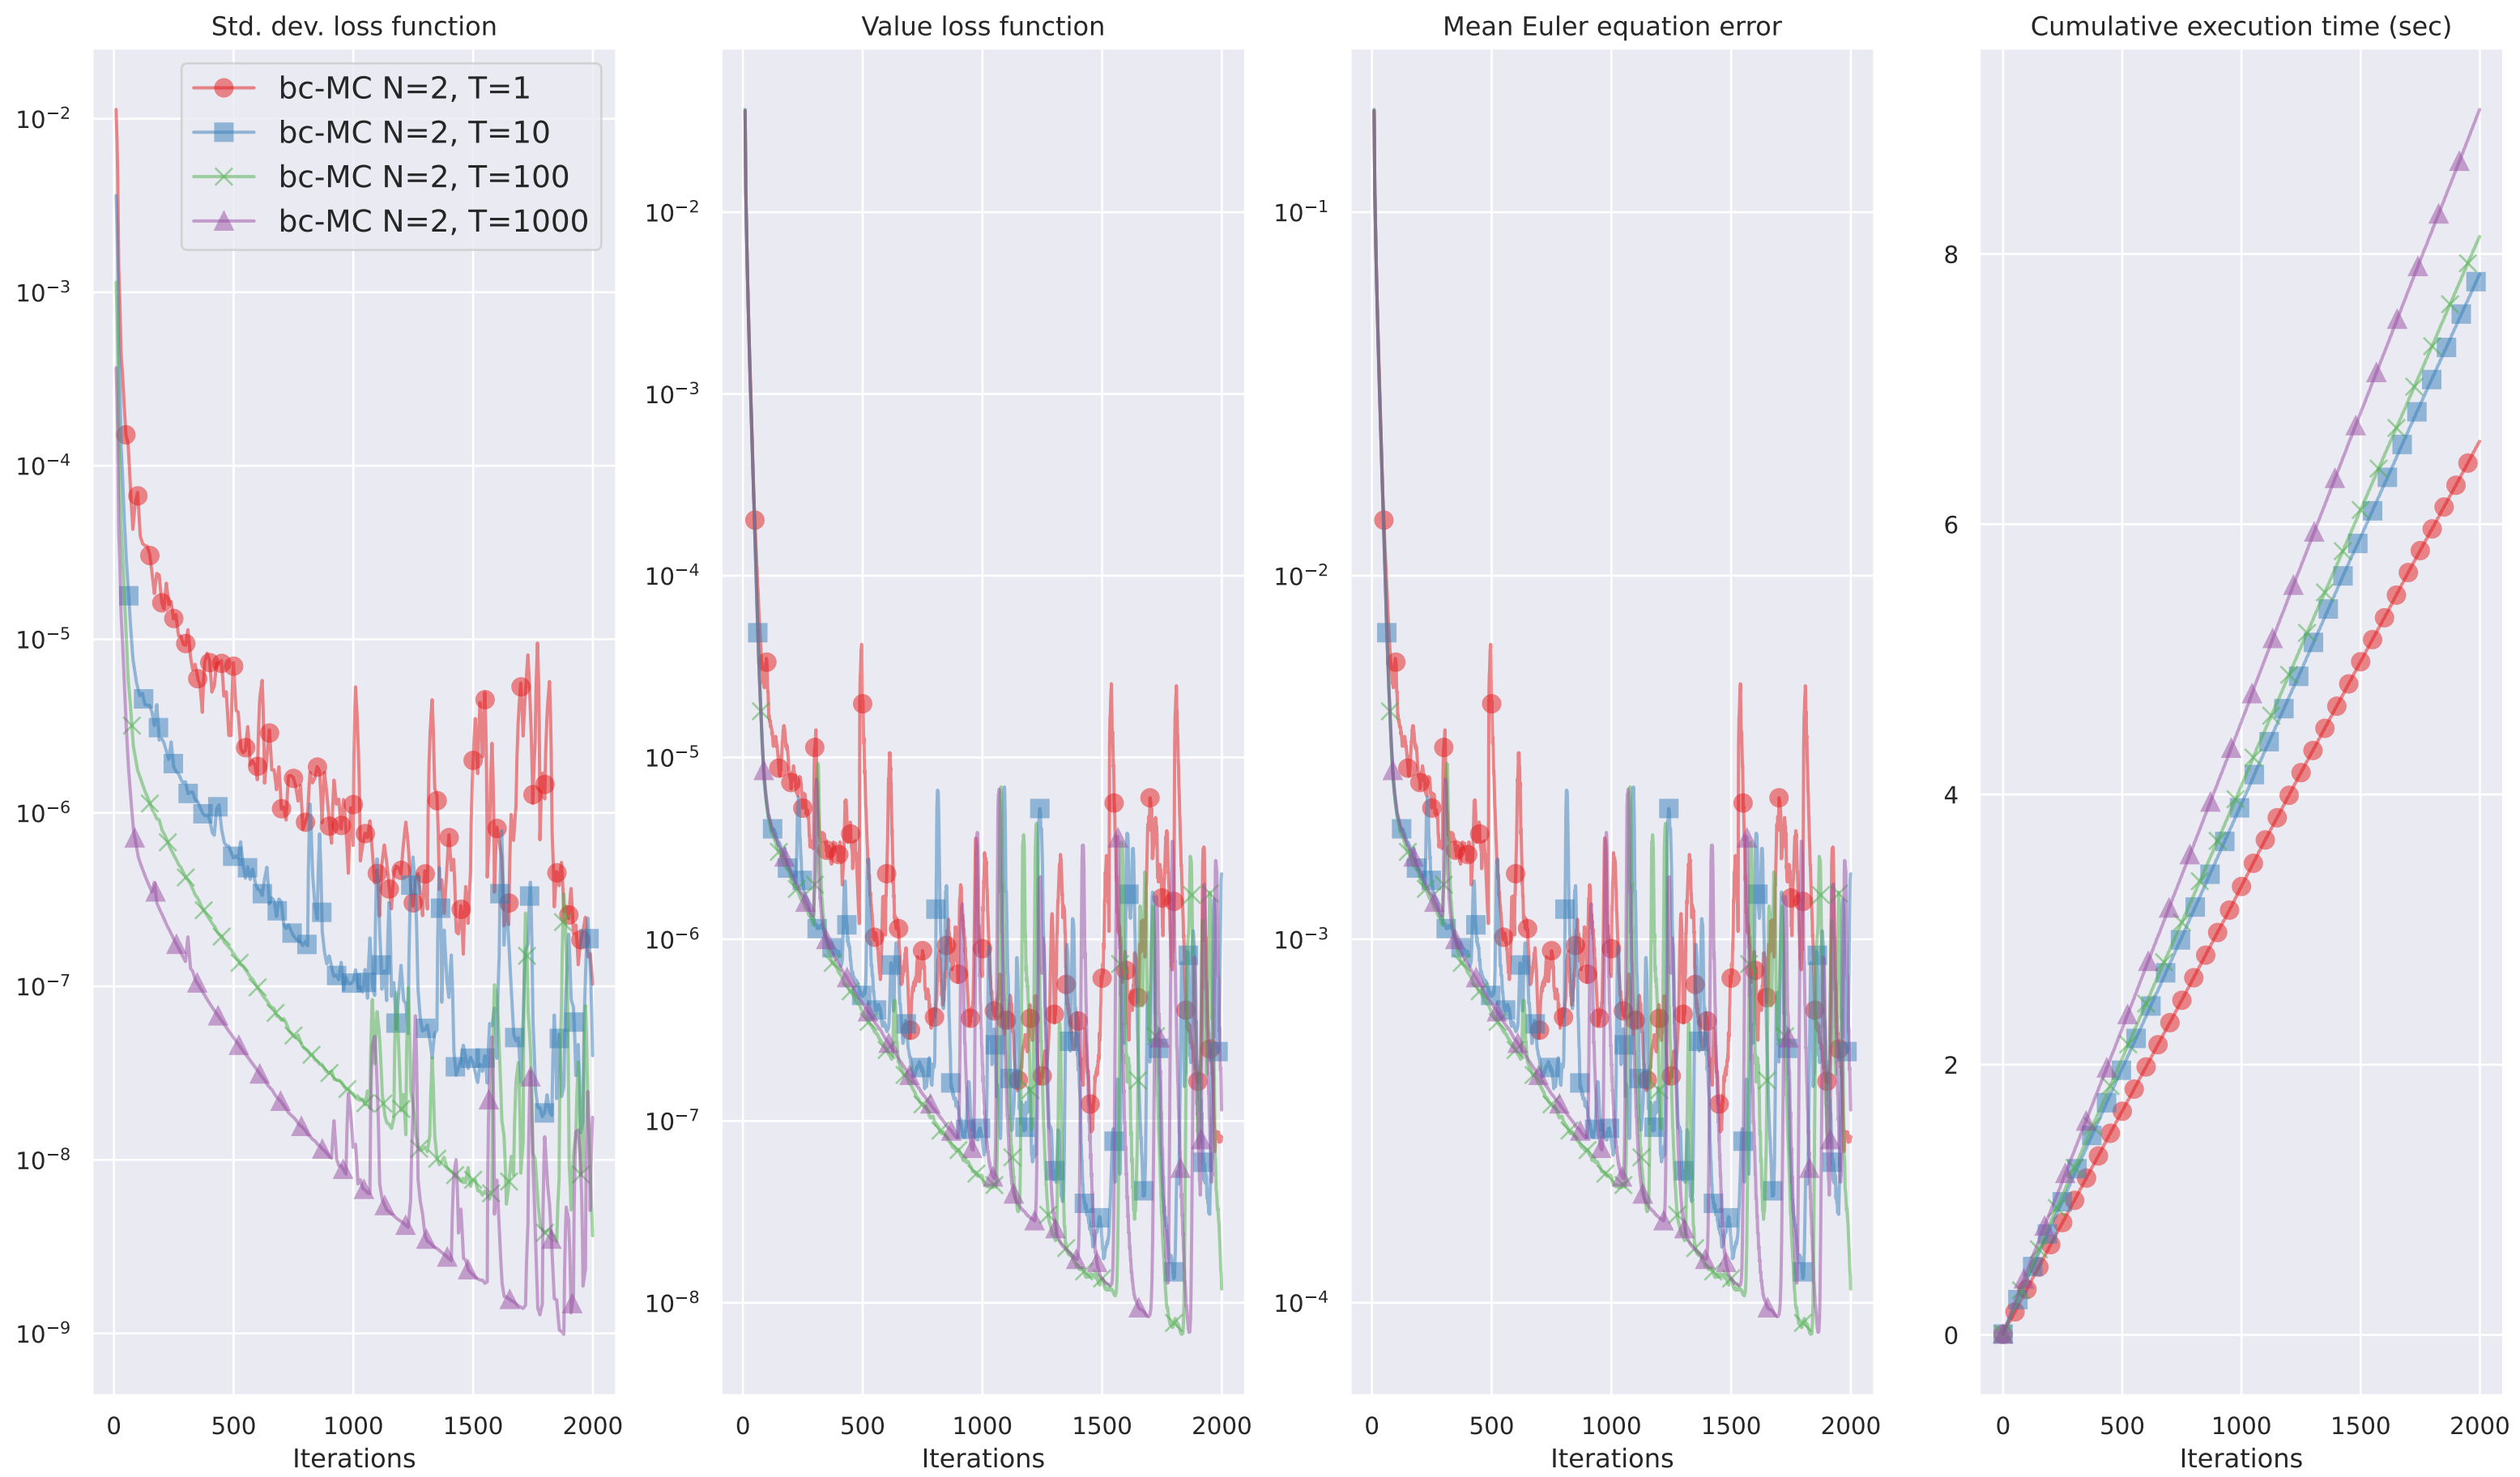 Std. dev. loss function
10⁻²
10⁻³
10⁻⁴
10⁻⁵
10⁻⁶
10⁻⁷
10⁻⁸
10⁻⁹
bc-MC N=2, T=1
bc-MC N=2, T=10
bc-MC N=2, T=100
bc-MC N=2, T=1000
0 500 1000 1500 2000
Iterations
Value loss function
10⁻²
10⁻³
10⁻⁴
10⁻⁵
10⁻⁶
10⁻⁷
10⁻⁸
0 500 1000 1500 2000
Iterations
Mean Euler equation error
10⁻¹
10⁻²
10⁻³
10⁻⁴
0 500 1000 1500 2000
Iterations
Cumulative execution time (sec)
8
6
4
2
0
0 500 1000 1500 2000
Iterations